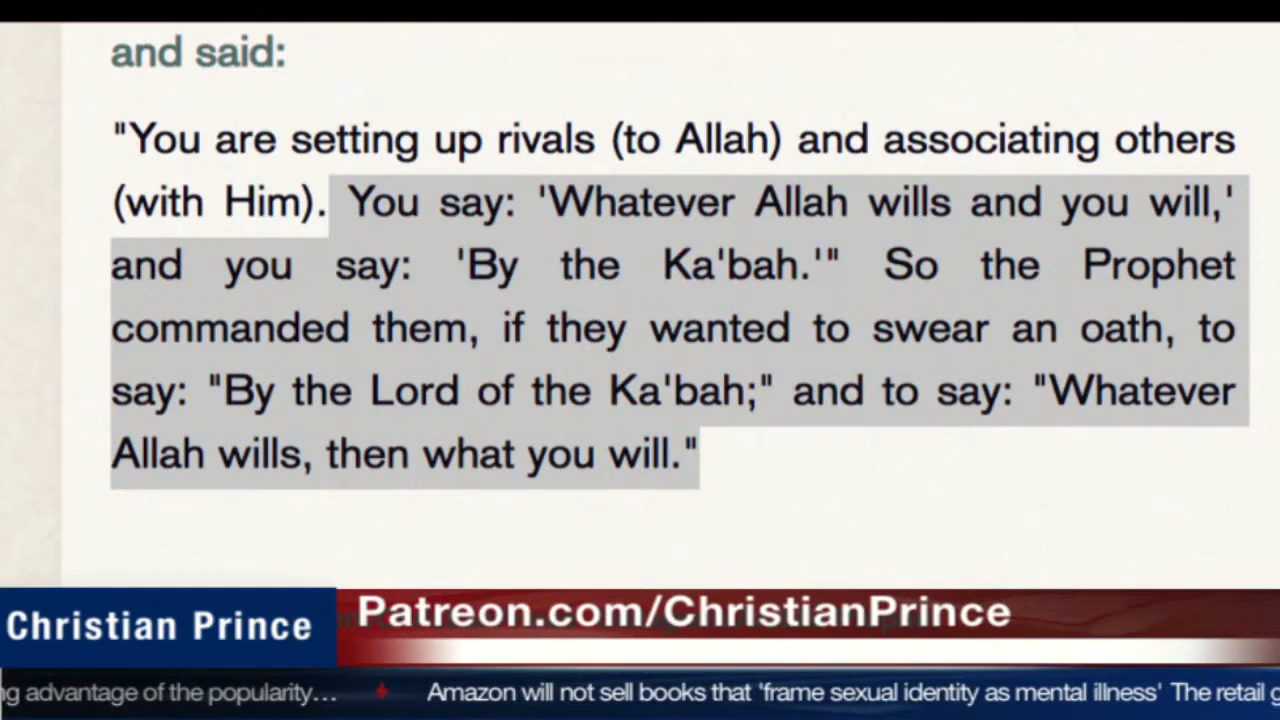 and said:
"You are setting up rivals (to Allah) and associating others
(with Him). You say: 'Whatever Allah wills and you will,'
and you say: 'By the Ka'bah.'" So the Prophet
commanded them, if they wanted to swear an oath, to
say: "By the Lord of the Ka'bah;" and to say: "Whatever
Allah wills, then what you will."
Christian Prince
Patreon.com/ChristianPrince
ng advantage of the popularity... Amazon will not sell books that 'frame sexual identity as mental illness' The retail g